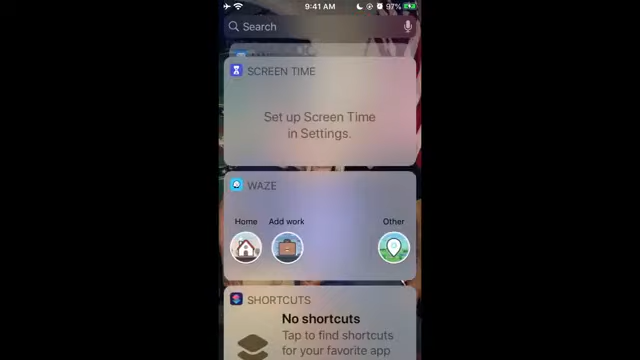 9:41 AM
97%
Search
SCREEN TIME
Set up Screen Time
in Settings.
WAZE
Home
Add work
Other
SHORTCUTS
No shortcuts
Tap to find shortcuts
for your favorite app